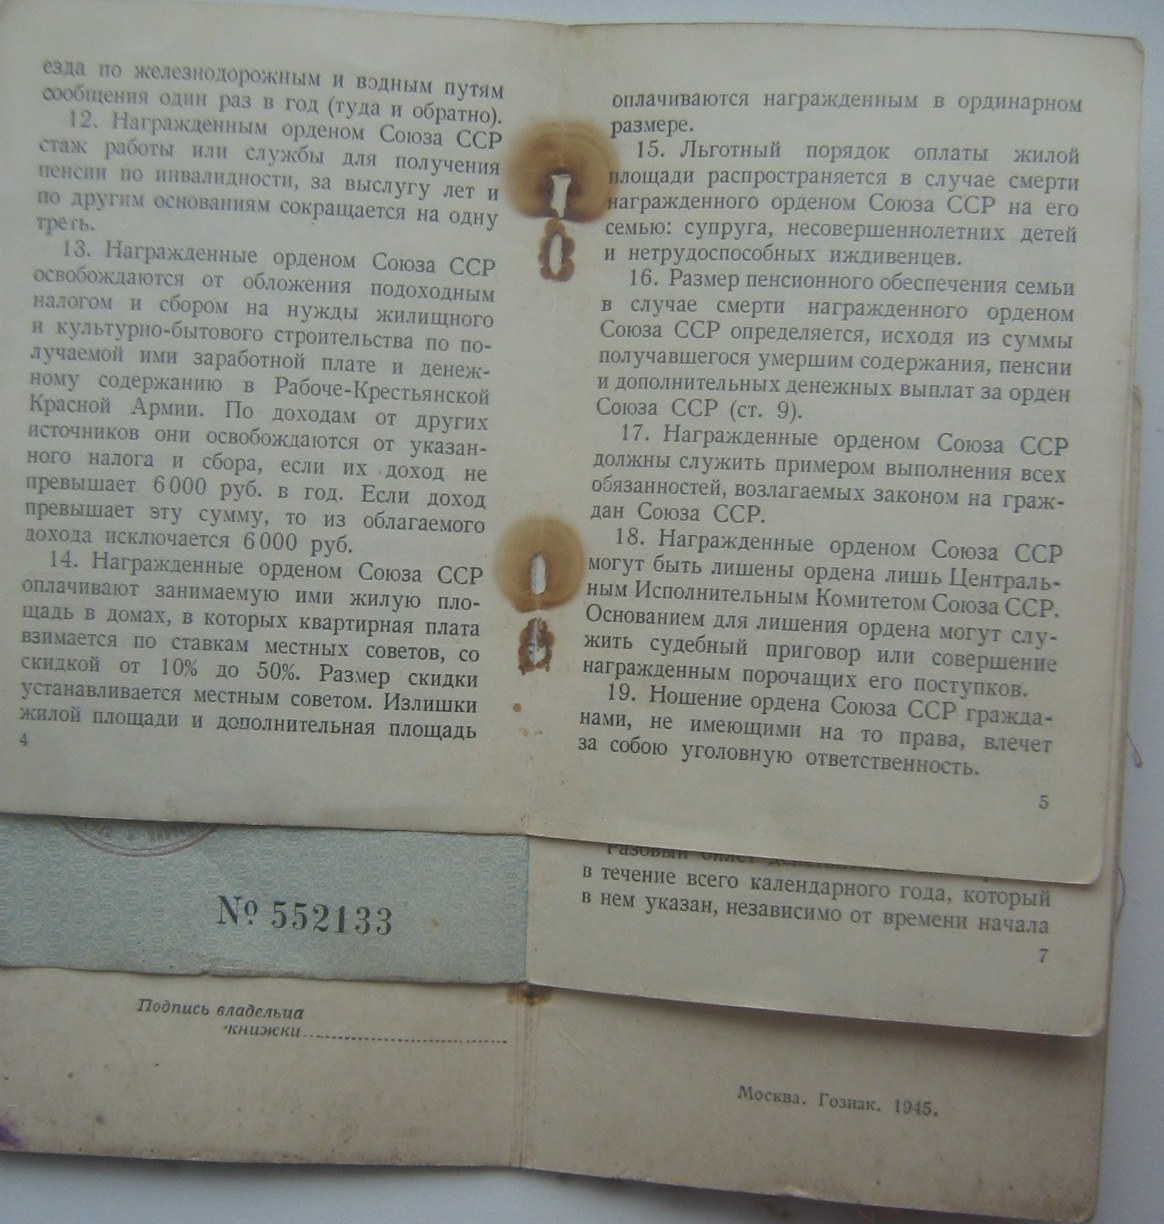 езда по железнодорожным и водным путям
сообщения один раз в год (туда и обратно).
12. Награжденным орденом Союза ССР
стаж работы или службы для получения
пенсии по инвалидности, за выслугу лет и
по другим основаниям сокращается на одну
треть.
13. Награжденные орденом Союза ССР
освобождаются от обложения подоходным
налогом и сбором на нужды жилищного
и культурно-бытового строительства по по-
лучаемой ими заработной плате и денеж-
ному содержанию в Рабоче-Крестьянской
Красной Армии. По доходам от других
источников они освобождаются от указан-
ного налога и сбора, если их доход не
превышает 6 000 руб. в год. Если доход
превышает эту сумму, то из облагаемого
дохода исключается 6 000 руб.
14. Награжденные орденом Союза ССР
оплачивают занимаемую ими жилую пло-
щадь в домах, в которых квартирная плата
взимается по ставкам местных советов, со
скидкой от 10% до 50%. Размер скидки
устанавливается местным советом. Излишки
жилой площади и дополнительная площадь
4
оплачиваются награжденным в ординарном
размере.
15. Льготный порядок оплаты жилой
площади распространяется в случае смерти
награжденного орденом Союза ССР на его
семью: супруга, несовершеннолетних детей
и нетрудоспособных иждивенцев.
16. Размер пенсионного обеспечения семьи
в случае смерти награжденного орденом
Союза ССР определяется, исходя из суммы
получавшегося умершим содержания, пенсии
и дополнительных денежных выплат за орден
Союза ССР (ст. 9).
17. Награжденные орденом Союза ССР
должны служить примером выполнения всех
обязанностей, возлагаемых законом на граж-
дан Союза ССР.
18. Награжденные орденом Союза ССР
могут быть лишены ордена лишь Централь-
ным Исполнительным Комитетом Союза ССР.
Основанием для лишения ордена могут слу-
жить судебный приговор или совершение
награжденным порочащих его поступков.
19. Ношение ордена Союза ССР гражда-
нами, не имеющими на то права, влечет
за собою уголовную ответственность.
5
№ 552133
Разовый билет
в течение всего календарного года, который
в нем указан, независимо от времени начала
7
Подпись владельца
книжки
Москва. Гознак. 1945.